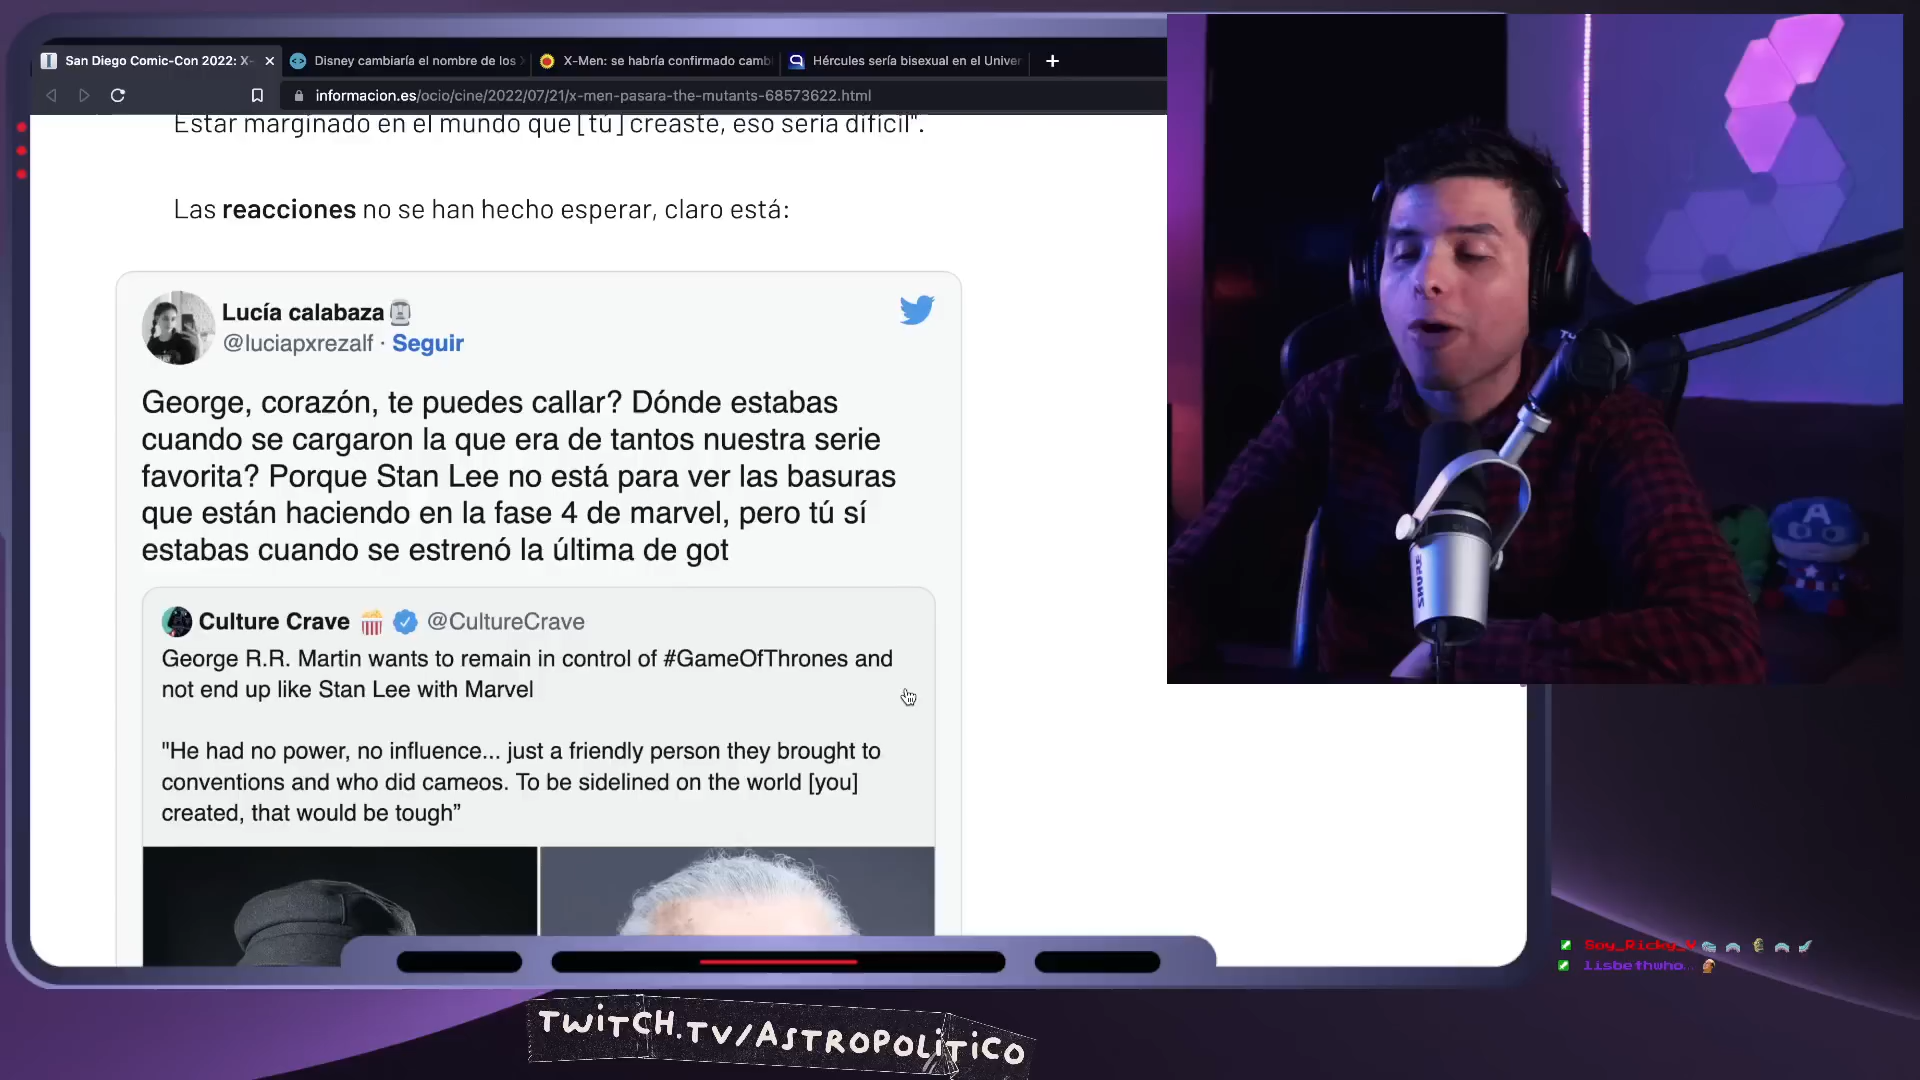 San Diego Comic-Con 2022: X-
Disney cambiaría el nombre de los
X-Men: se habría confirmado camb
Hércules sería bisexual en el Univer
informacion.es/ocio/cine/2022/07/21/x-men-pasara-the-mutants-68573622.html
Estar marginado en el mundo que [tú] creaste, eso sería difícil".
Las reacciones no se han hecho esperar, claro está:
Lucía calabaza
@luciapxrezalf · Seguir
George, corazón, te puedes callar? Dónde estabas
cuando se cargaron la que era de tantos nuestra serie
favorita? Porque Stan Lee no está para ver las basuras
que están haciendo en la fase 4 de marvel, pero tú sí
estabas cuando se estrenó la última de got
Culture Crave @CultureCrave
George R.R. Martin wants to remain in control of #GameOfThrones and
not end up like Stan Lee with Marvel
"He had no power, no influence... just a friendly person they brought to
conventions and who did cameos. To be sidelined on the world [you]
created, that would be tough”
SHURE
A
Soy_Ricky_V
lisbethwho...
TWITCH.TV/ASTROPOLITICO